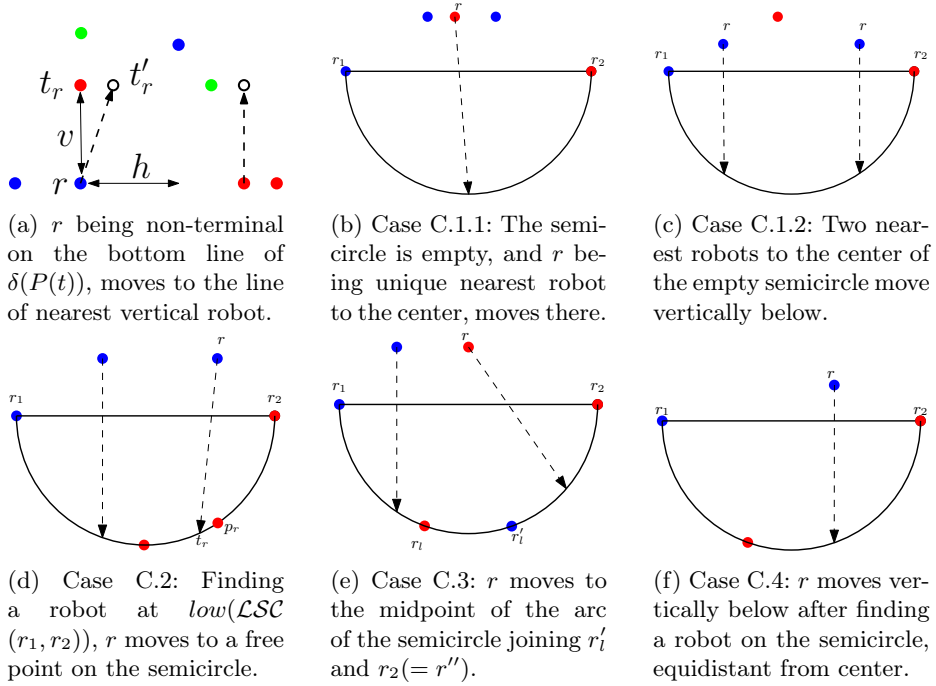 t_r t'_r
v
r h
r
r_1 r_2
r r
r_1 r_2
(a) r being non-terminal
on the bottom line of
δ(P(t)), moves to the line
of nearest vertical robot.
(b) Case C.1.1: The semi-
circle is empty, and r be-
ing unique nearest robot
to the center, moves there.
(c) Case C.1.2: Two near-
est robots to the center of
the empty semicircle move
vertically below.
r
r_1 r_2
t_r p_r
r
r_1 r_2
r_l r'_l
r
r_1 r_2
(d) Case C.2: Finding
a robot at low(ℒ𝒮𝒞
(r_1, r_2)), r moves to a free
point on the semicircle.
(e) Case C.3: r moves to
the midpoint of the arc
of the semicircle joining r'_l
and r_2(= r'').
(f) Case C.4: r moves ver-
tically below after finding
a robot on the semicircle,
equidistant from center.